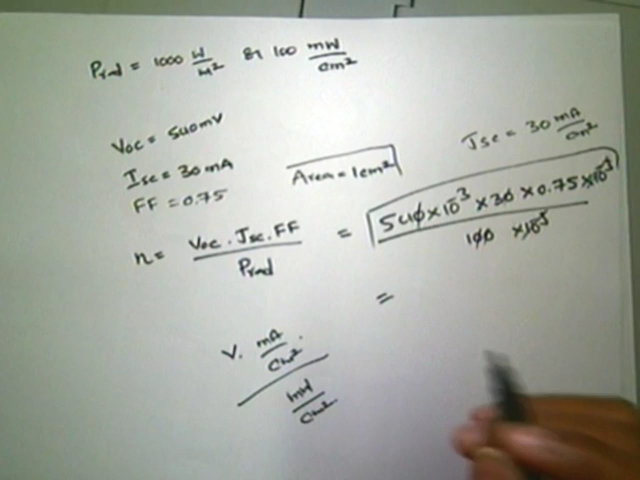 Prad = 1000 W/m² or 100 mW/cm²
Voc = 540mV
Jsc = 30 mA/cm²
Isc = 30 mA
Area = 1cm²
FF = 0.75
η = Voc . Jsc . FF / Prad = 540 × 10⁻³ × 30 × 0.75 × 10⁻³ / 100 × 10⁻³
=
V. mA/cm² / mW/cm²